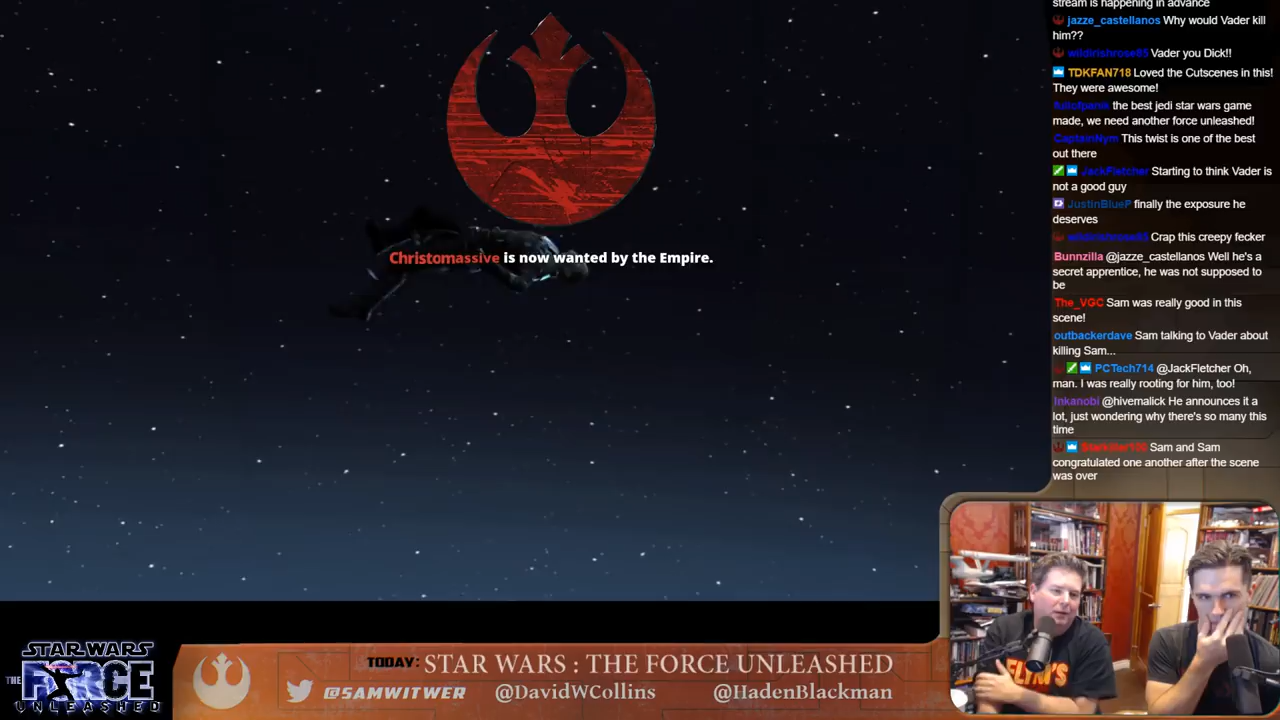 stream is happening in advance
jazze_castellanos Why would Vader kill
him??
wildirishrose85 Vader you Dick!!
TDKFAN718 Loved the Cutscenes in this!
They were awesome!
the best jedi star wars game
made, we need another force unleashed!
CaptainNym This twist is one of the best
out there
JackFletcher Starting to think Vader is
not a good guy
JustinBlueP finally the exposure he
deserves
wildirishrose85 Crap this creepy fecker
Bunnzilla @jazze_castellanos Well he's a
secret apprentice, he was not supposed to
be
The_VGC Sam was really good in this
scene!
outbackerdave Sam talking to Vader about
killing Sam...
PCTech714 @JackFletcher Oh,
man. I was really rooting for him, too!
Inkanobi @hivemalick He announces it a
lot, just wondering why there's so many this
time
Sam and Sam
congratulated one another after the scene
was over
Christomassive is now wanted by the Empire.
STAR WARS
THE FORCE
UNLEASHED
TODAY: STAR WARS : THE FORCE UNLEASHED
@SAMWITWER @DavidWCollins @HadenBlackman